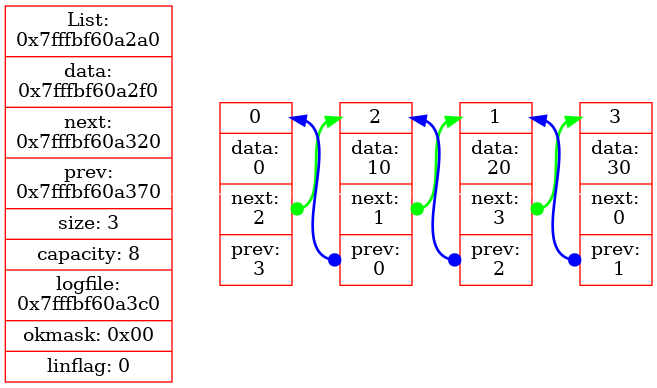 List:
0x7fffbf60a2a0
data:
0x7fffbf60a2f0
next:
0x7fffbf60a320
prev:
0x7fffbf60a370
size: 3
capacity: 8
logfile:
0x7fffbf60a3c0
okmask: 0x00
linflag: 0
0
data:
0
next:
2
prev:
3
2
data:
10
next:
1
prev:
0
1
data:
20
next:
3
prev:
2
3
data:
30
next:
0
prev:
1